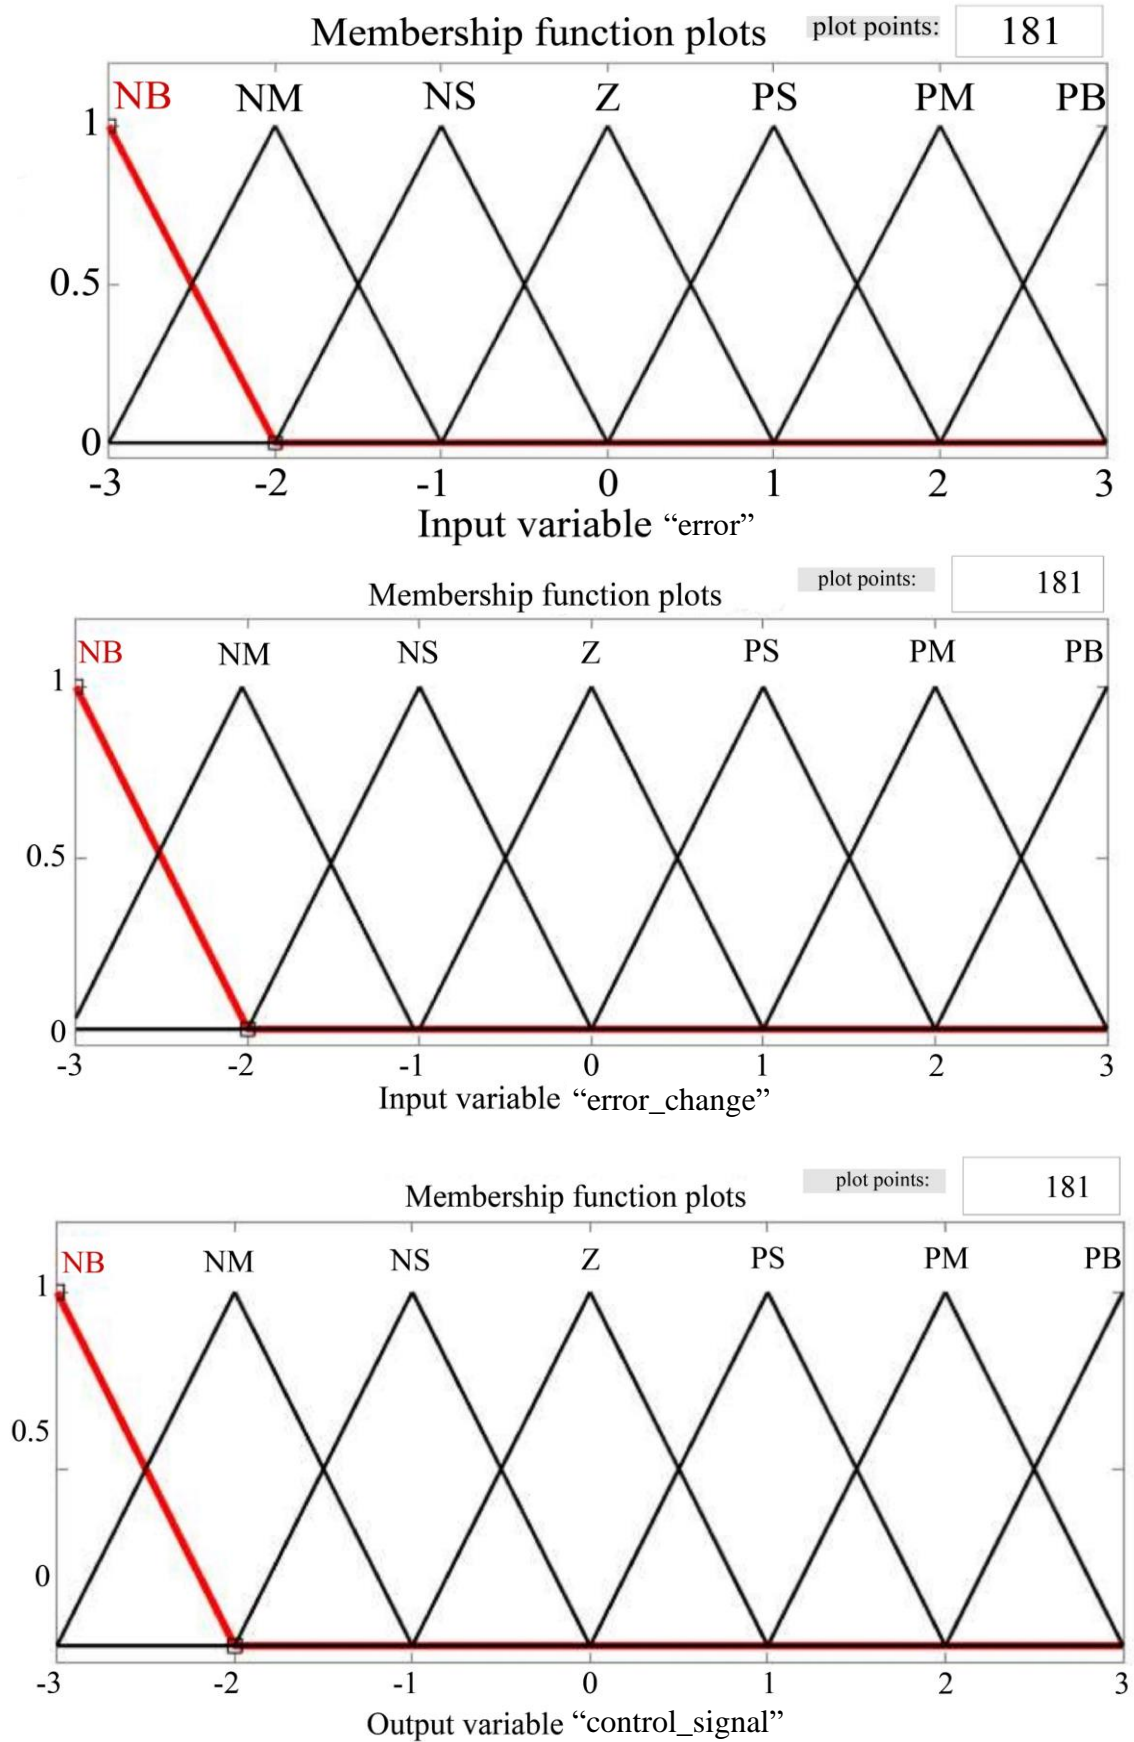 Membership function plots plot points: 181
NB NM NS Z PS PM PB
1
0.5
0
-3 -2 -1 0 1 2 3
Input variable “error”
Membership function plots plot points: 181
NB NM NS Z PS PM PB
1
0.5
0
-3 -2 -1 0 1 2 3
Input variable “error_change”
Membership function plots plot points: 181
NB NM NS Z PS PM PB
1
0.5
0
-3 -2 -1 0 1 2 3
Output variable “control_signal”